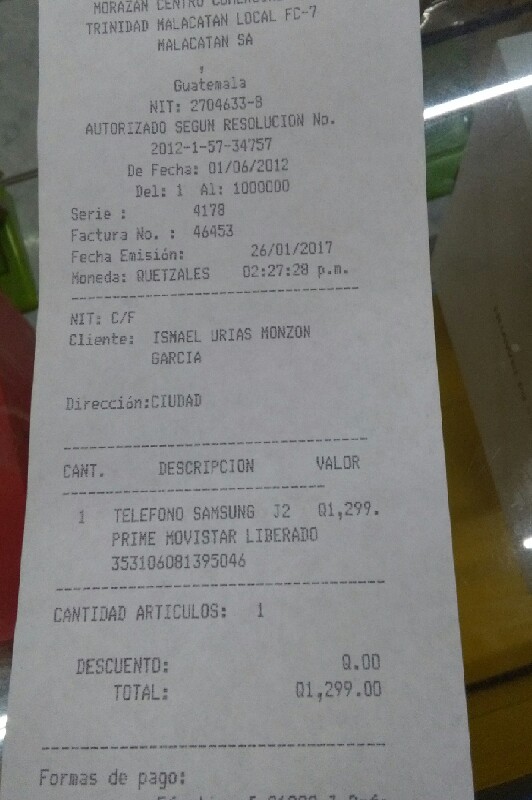 MORAZAN CENTRO
TRINIDAD MALACATAN LOCAL FC-7
MALACATAN SA
,
Guatemala
NIT: 2704633-8
AUTORIZADO SEGUN RESOLUCION No.
2012-1-57-34757
De Fecha: 01/06/2012
Del: 1 Al: 1000000
Serie : 4178
Factura No. : 46453
Fecha Emisión: 26/01/2017
Moneda: QUETZALES 02:27:28 p.m.
NIT: C/F
Cliente: ISMAEL URIAS MONZON
GARCIA
Dirección:CIUDAD
CANT. DESCRIPCION VALOR
1 TELEFONO SAMSUNG J2 Q1,299.
PRIME MOVISTAR LIBERADO
353106081395046
CANTIDAD ARTICULOS: 1
DESCUENTO: Q.00
TOTAL: Q1,299.00
Formas de pago: